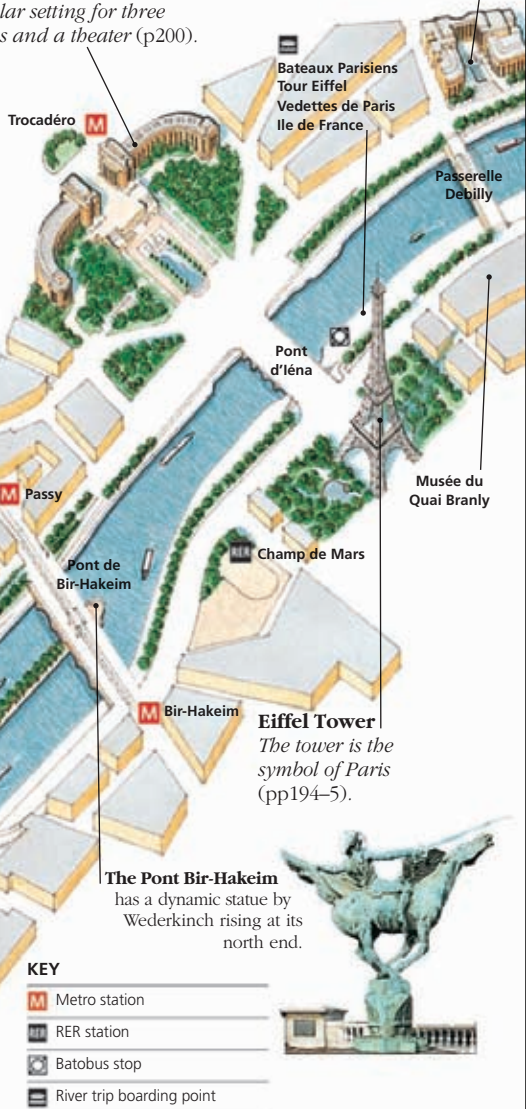 lar setting for three
s and a theater (p200).
Bateaux Parisiens
Tour Eiffel
Vedettes de Paris
Ile de France
Trocadéro
M
Passerelle
Debilly
Pont
d'Iéna
Musée du
Quai Branly
M Passy
Pont de
Bir-Hakeim
RER Champ de Mars
M Bir-Hakeim
Eiffel Tower
The tower is the
symbol of Paris
(pp194–5).
The Pont Bir-Hakeim
has a dynamic statue by
Wederkinch rising at its
north end.
KEY
M Metro station
RER RER station
Batobus stop
River trip boarding point